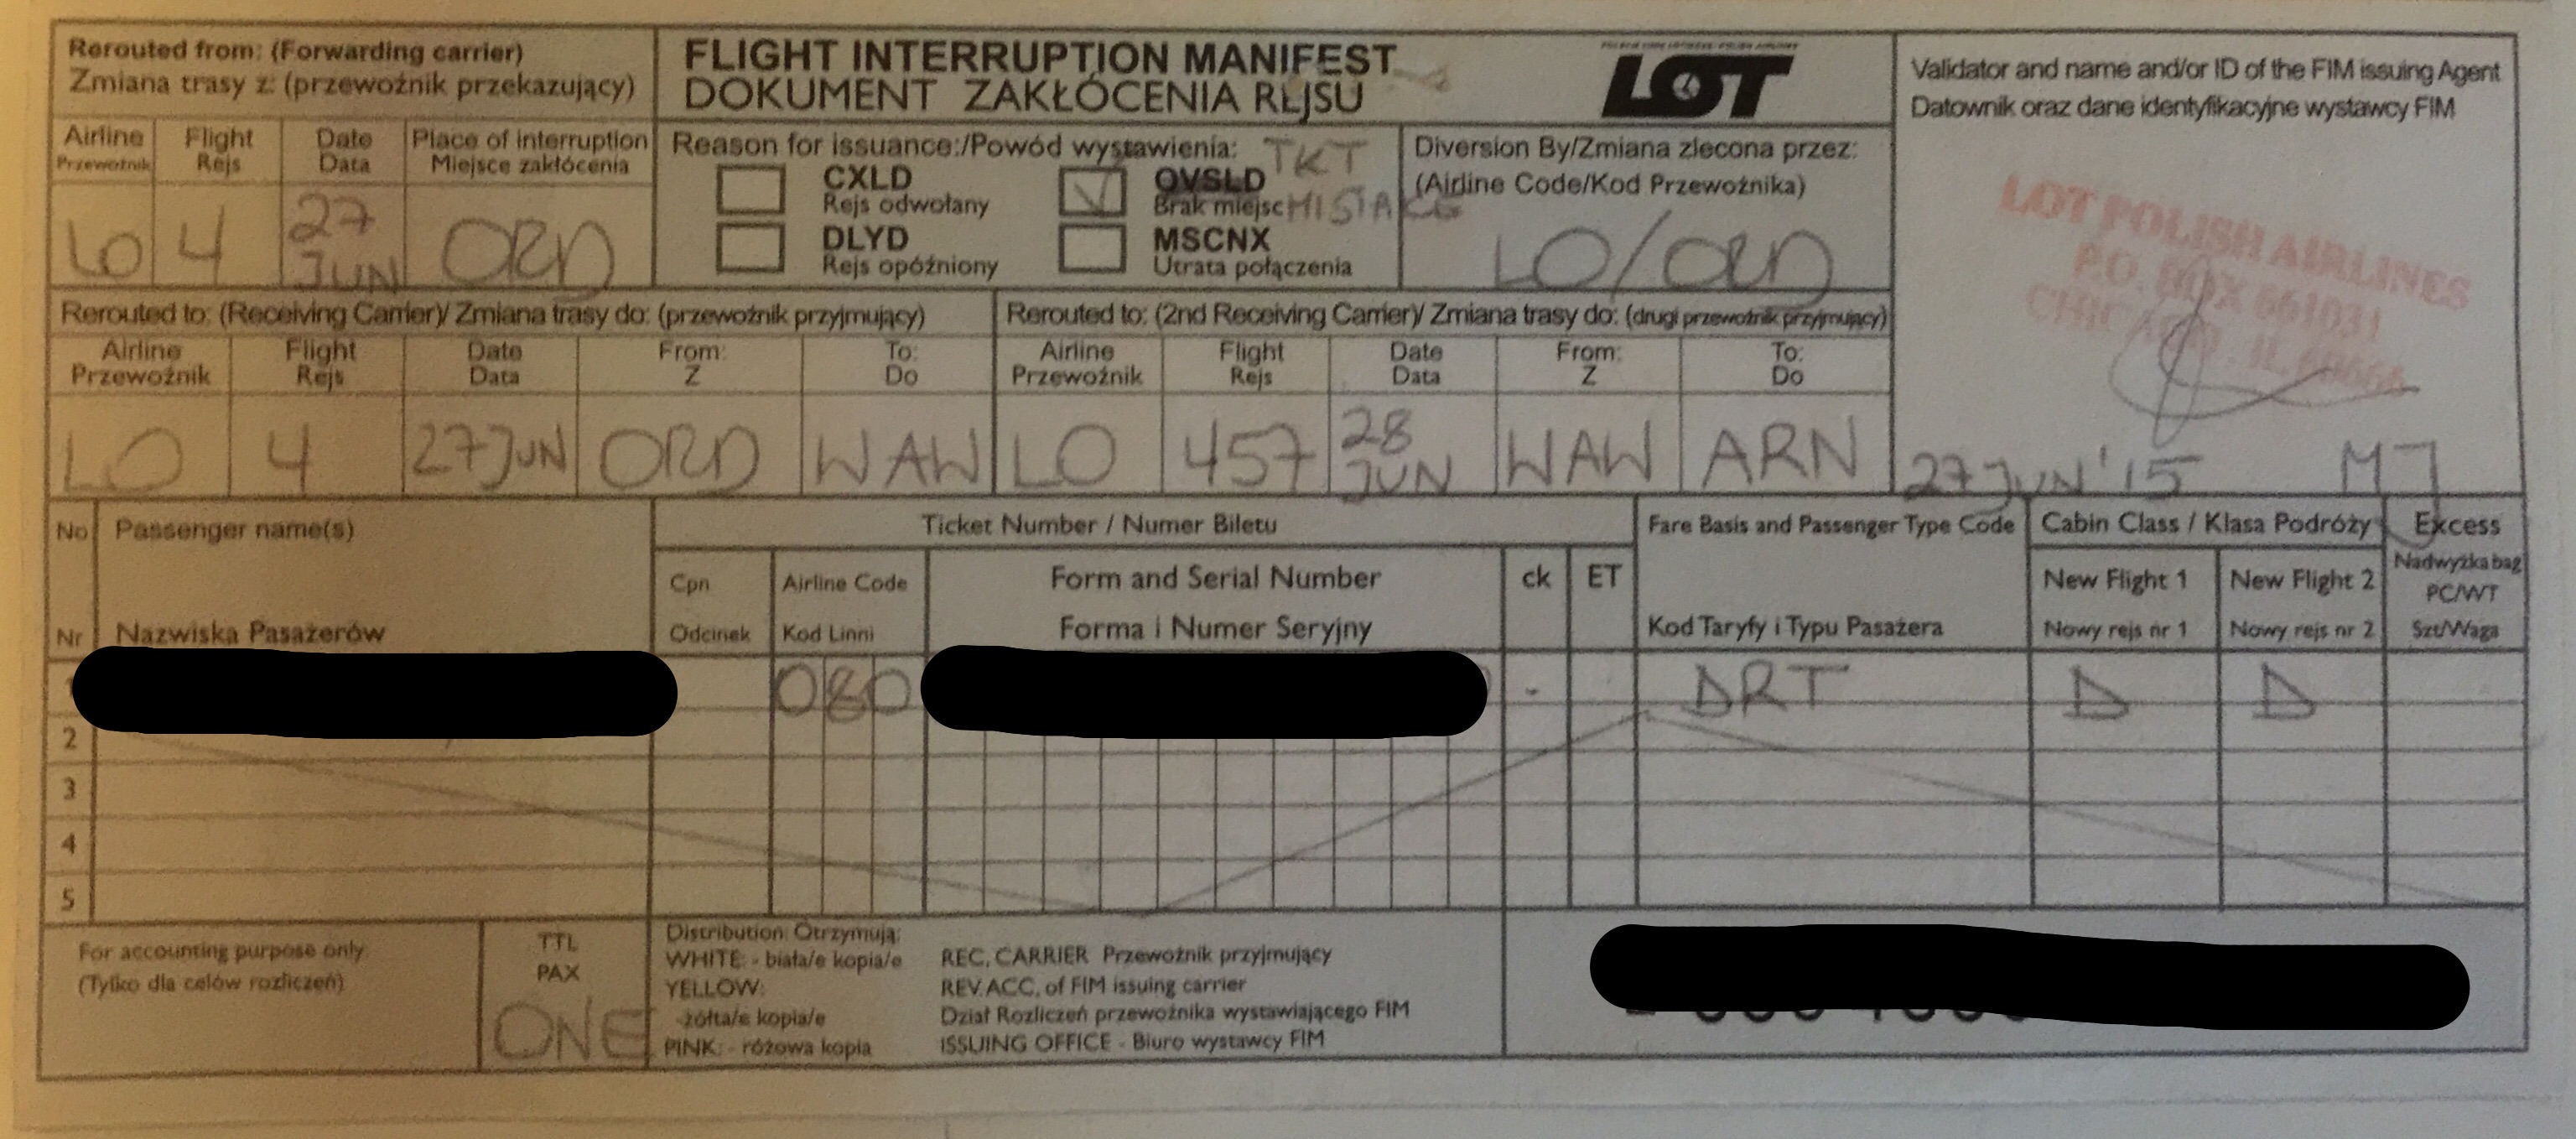 Rerouted from: (Forwarding carrier)
Zmiana trasy z: (przewoźnik przekazujący)
Airline Flight Date Place of interruption
Przewoźnik Rejs Data Miejsce zakłócenia
LO 4 27 JUN ORD
FLIGHT INTERRUPTION MANIFEST
DOKUMENT ZAKŁÓCENIA REJSU
LOT
Reason for issuance:/Powód wystawienia: TKT
CXLD
Rejs odwołany
OVSLD
Brak miejsc
DLYD
Rejs opóźniony
MSCNX
Utrata połączenia
Diversion By/Zmiana zlecona przez:
(Airline Code/Kod Przewoźnika)
LO/ORD
Validator and name and/or ID of the FIM issuing Agent
Datownik oraz dane identyfikacyjne wystawcy FIM
LOT POLISH AIRLINES
P.O. BOX 661031
CHICAGO, IL 60666
27 JUN '15 MJ
Rerouted to: (Receiving Carrier)/ Zmiana trasy do: (przewoźnik przyjmujący)
Airline Flight Date From: To:
Przewoźnik Rejs Data Z Do
LO 4 27 JUN ORD WAW
Rerouted to: (2nd Receiving Carrier)/ Zmiana trasy do: (drugi przewoźnik przyjmujący)
Airline Flight Date From: To:
Przewoźnik Rejs Data Z Do
LO 457 28 JUN WAW ARN
No Passenger name(s)
Nr Nazwiska Pasażerów
Ticket Number / Numer Biletu
Cpn Airline Code Form and Serial Number ck ET
Odcinek Kod Linni Forma i Numer Seryjny
Fare Basis and Passenger Type Code
Kod Taryfy i Typu Pasażera
Cabin Class / Klasa Podróży
New Flight 1 New Flight 2
Nowy rejs nr 1 Nowy rejs nr 2
Excess
Nadwyżka bag
PC/WT
Szt/Waga
080 - DRT D D
2
3
4
5
For accounting purpose only
(Tylko dla celów rozliczeń)
TTL
PAX
ONE
Distribution: Otrzymują:
WHITE: - biała/e kopia/e REC. CARRIER Przewoźnik przyjmujący
YELLOW: REV. ACC. of FIM issuing carrier
-żółta/e kopia/e Dział Rozliczeń przewoźnika wystawiającego FIM
PINK: - różowa kopia ISSUING OFFICE - Biuro wystawcy FIM